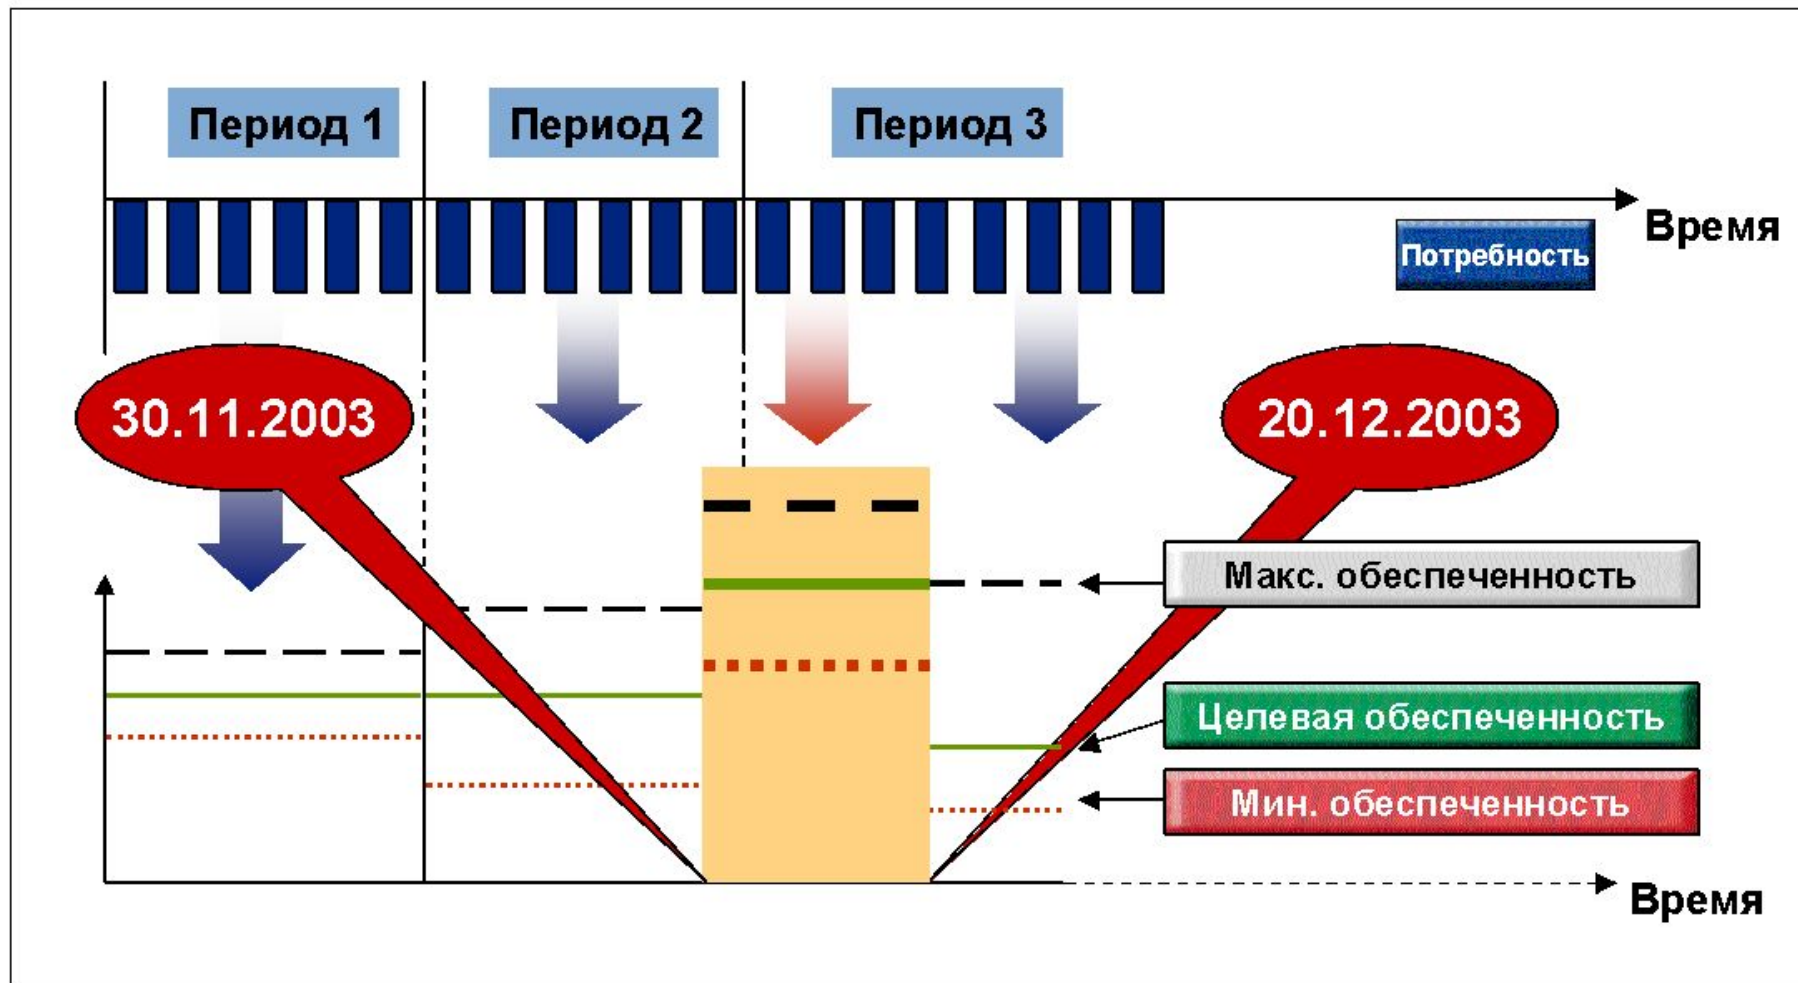 Период 1
Период 2
Период 3
Время
Потребность
30.11.2003
20.12.2003
Макс. обеспеченность
Целевая обеспеченность
Мин. обеспеченность
Время